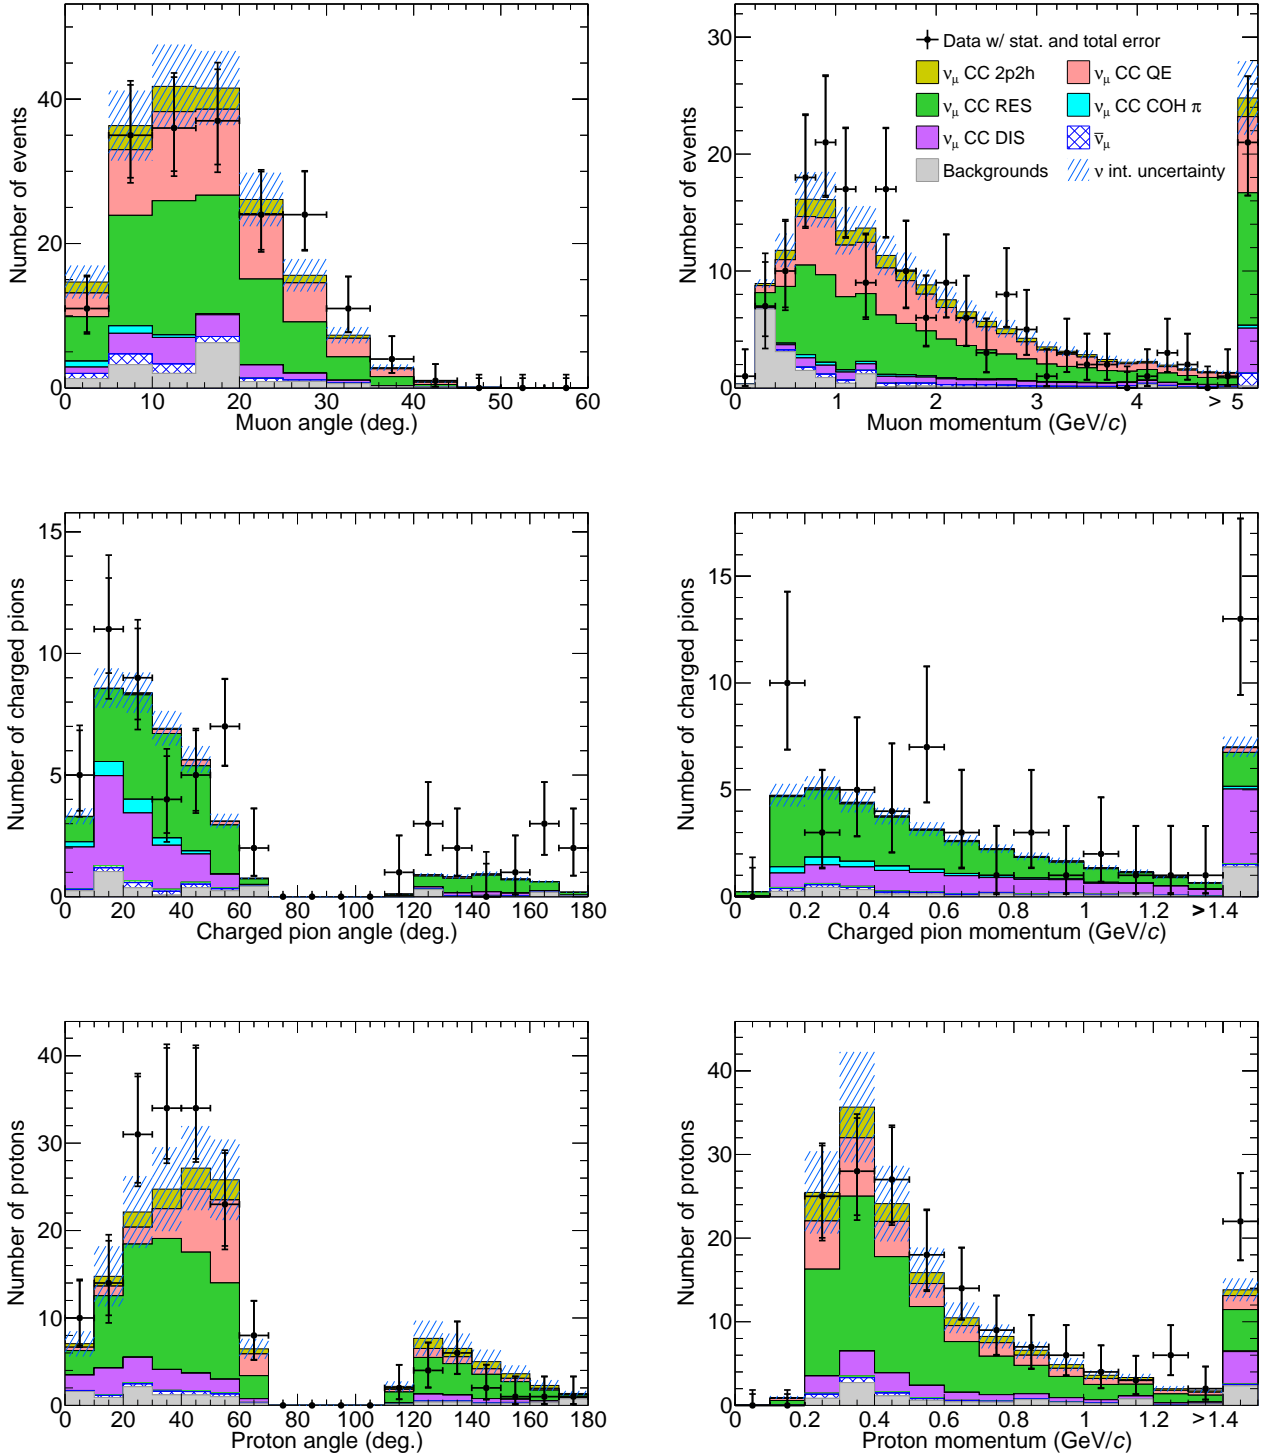 Number of events
40
20
0
0 10 20 30 40 50 60
Muon angle (deg.)
Number of events
30
20
10
0
0 1 2 3 4 > 5
Muon momentum (GeV/c)
Data w/ stat. and total error
νμ CC 2p2h
νμ CC QE
νμ CC RES
νμ CC COH π
νμ CC DIS
ν̅μ
Backgrounds
ν int. uncertainty
Number of charged pions
15
10
5
0
0 20 40 60 80 100 120 140 160 180
Charged pion angle (deg.)
Number of charged pions
15
10
5
0
0 0.2 0.4 0.6 0.8 1 1.2 >1.4
Charged pion momentum (GeV/c)
Number of protons
40
30
20
10
0
0 20 40 60 80 100 120 140 160 180
Proton angle (deg.)
Number of protons
40
30
20
10
0
0 0.2 0.4 0.6 0.8 1 1.2 >1.4
Proton momentum (GeV/c)